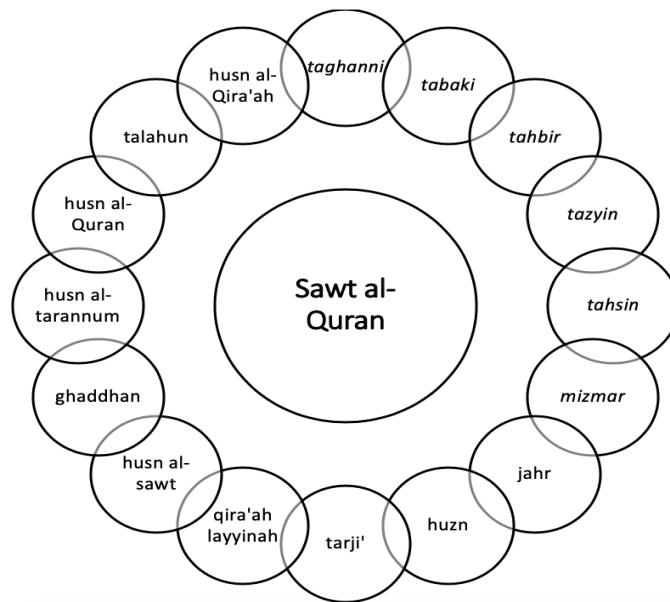 taghanni
tabaki
tahbir
tazyin
tahsin
mizmar
jahr
huzn
tarji'
qira'ah
layyinah
husn al-
sawt
ghaddhan
husn al-
tarannum
husn al-
Quran
talahun
husn al-
Qira'ah
Sawt al-
Quran